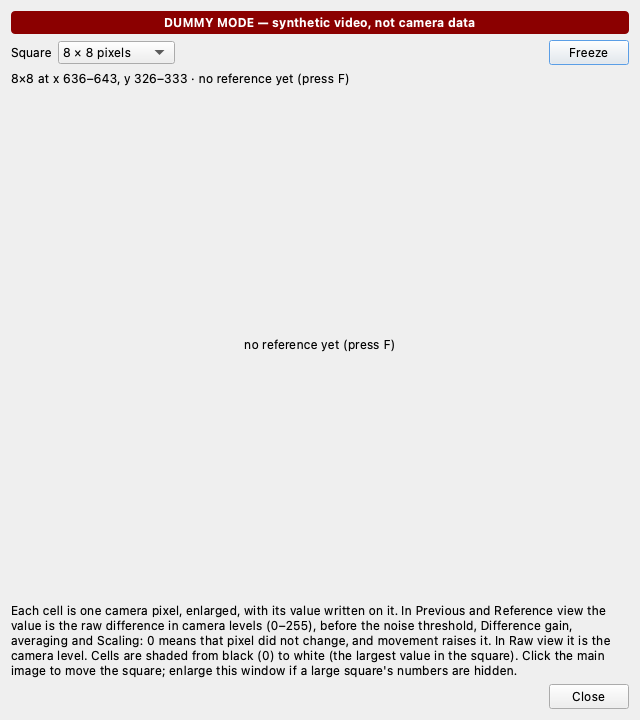 DUMMY MODE — synthetic video, not camera data
Square 8 × 8 pixels Freeze
8×8 at x 636–643, y 326–333 · no reference yet (press F)
no reference yet (press F)
Each cell is one camera pixel, enlarged, with its value written on it. In Previous and Reference view the
value is the raw difference in camera levels (0–255), before the noise threshold, Difference gain,
averaging and Scaling: 0 means that pixel did not change, and movement raises it. In Raw view it is the
camera level. Cells are shaded from black (0) to white (the largest value in the square). Click the main
image to move the square; enlarge this window if a large square's numbers are hidden.
Close